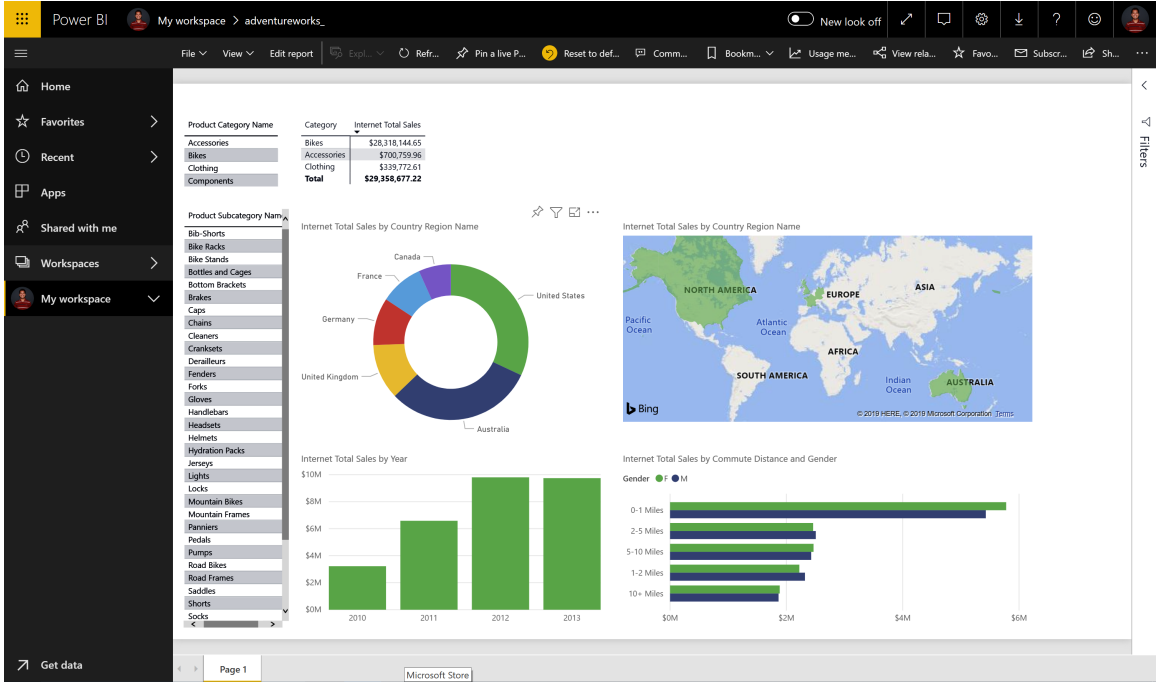 Power BI
My workspace > adventureworks_
New look off
File
View
Edit report
Expl...
Refr...
Pin a live P...
Reset to def...
Comm...
Bookm...
Usage me...
View rela...
Favo...
Subscr...
Sh...
Home
Favorites
Recent
Apps
Shared with me
Workspaces
My workspace
Get data
Filters
Product Category Name
Accessories
Bikes
Clothing
Components
Category Internet Total Sales
Bikes $28,318,144.65
Accessories $700,759.96
Clothing $339,772.61
Total $29,358,677.22
Product Subcategory Nam
Bib-Shorts
Bike Racks
Bike Stands
Bottles and Cages
Bottom Brackets
Brakes
Caps
Chains
Cleaners
Cranksets
Derailleurs
Fenders
Forks
Gloves
Handlebars
Headsets
Helmets
Hydration Packs
Jerseys
Lights
Locks
Mountain Bikes
Mountain Frames
Panniers
Pedals
Pumps
Road Bikes
Road Frames
Saddles
Shorts
Socks
Internet Total Sales by Country Region Name
Canada
France
Germany
United Kingdom
United States
Australia
Internet Total Sales by Country Region Name
NORTH AMERICA
EUROPE
ASIA
Pacific
Ocean
Atlantic
Ocean
AFRICA
SOUTH AMERICA
Indian
Ocean
AUSTRALIA
Bing
© 2019 HERE, © 2019 Microsoft Corporation Terms
Internet Total Sales by Year
$10M
$8M
$6M
$4M
$2M
$0M
2010 2011 2012 2013
Internet Total Sales by Commute Distance and Gender
Gender F M
0-1 Miles
2-5 Miles
5-10 Miles
1-2 Miles
10+ Miles
$0M $2M $4M $6M
Page 1
Microsoft Store